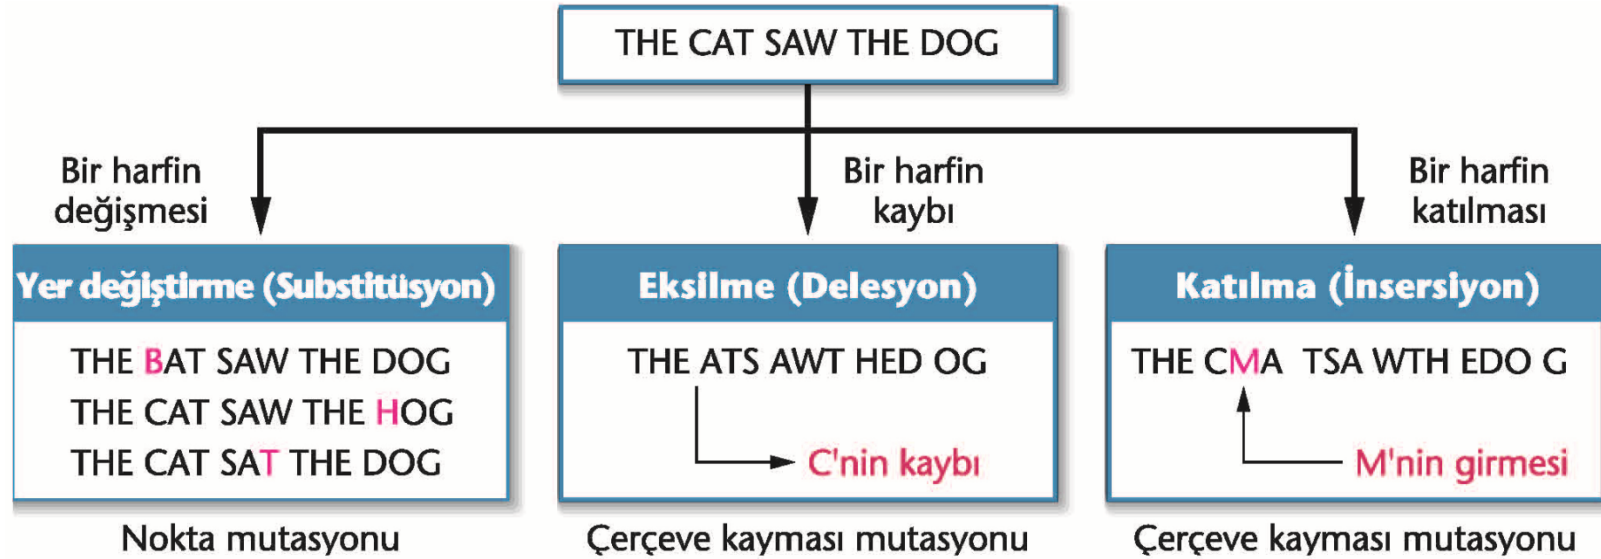 THE CAT SAW THE DOG
Bir harfin
değişmesi
Bir harfin
kaybı
Bir harfin
katılması
Yer değiştirme (Substitüsyon)
THE BAT SAW THE DOG
THE CAT SAW THE HOG
THE CAT SAT THE DOG
Nokta mutasyonu
Eksilme (Delesyon)
THE ATS AWT HED OG
C'nin kaybı
Çerçeve kayması mutasyonu
Katılma (İnsersiyon)
THE CMA TSA WTH EDO G
M'nin girmesi
Çerçeve kayması mutasyonu